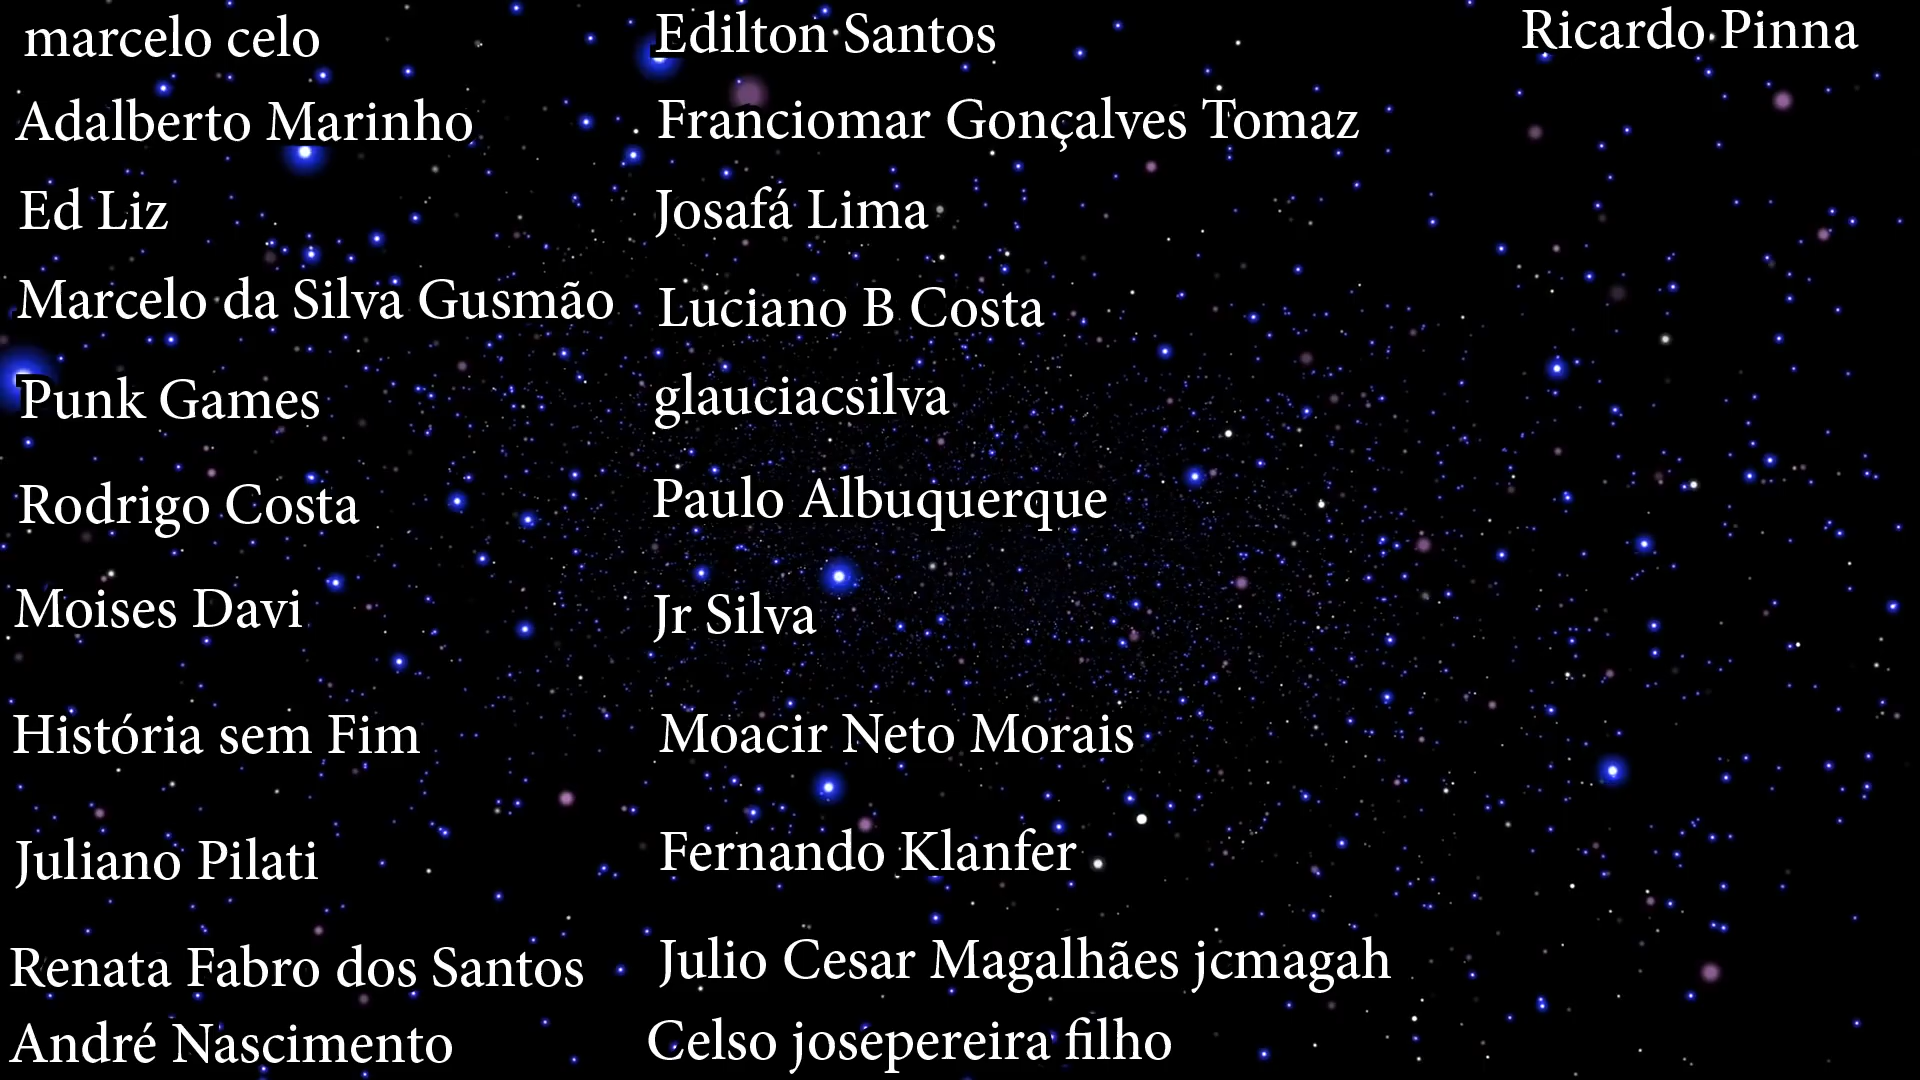 marcelo celo
Adalberto Marinho
Ed Liz
Marcelo da Silva Gusmão
Punk Games
Rodrigo Costa
Moises Davi
História sem Fim
Juliano Pilati
Renata Fabro dos Santos
André Nascimento
Edilton Santos
Franciomar Gonçalves Tomaz
Josafá Lima
Luciano B Costa
glauciacsilva
Paulo Albuquerque
Jr Silva
Moacir Neto Morais
Fernando Klanfer
Julio Cesar Magalhães jcmagah
Celso josepereira filho
Ricardo Pinna